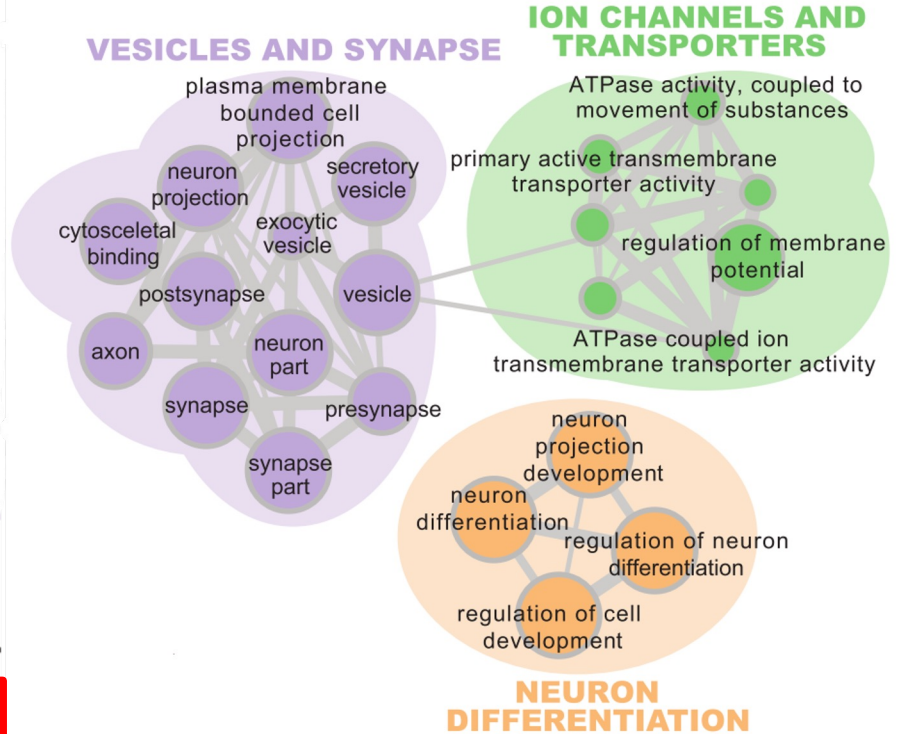 VESICLES AND SYNAPSE
plasma membrane
bounded cell
projection
neuron
projection
secretory
vesicle
cytosceletal
binding
exocytic
vesicle
postsynapse
vesicle
axon
neuron
part
synapse
presynapse
synapse
part
ION CHANNELS AND
TRANSPORTERS
ATPase activity, coupled to
movement of substances
primary active transmembrane
transporter activity
regulation of membrane
potential
ATPase coupled ion
transmembrane transporter activity
neuron
projection
development
neuron
differentiation
regulation of neuron
differentiation
regulation of cell
development
NEURON
DIFFERENTIATION